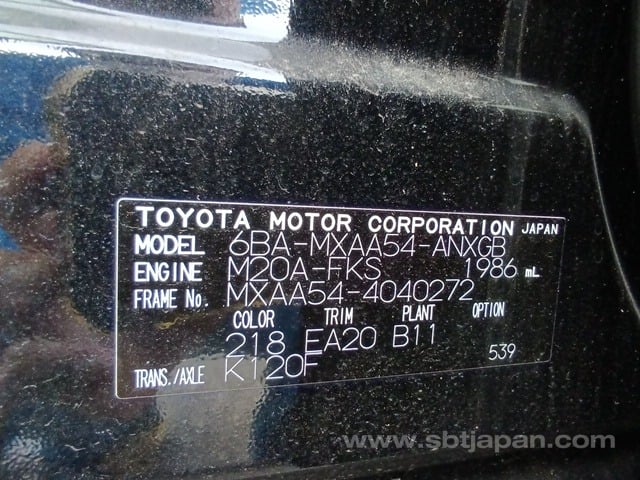 TOYOTA MOTOR CORPORATION JAPAN
MODEL 6BA-MXAA54-ANXGB
ENGINE M20A-FKS 1986 mL
FRAME No. MXAA54-4040272
COLOR TRIM PLANT OPTION
218 EA20 B11
539
TRANS./AXLE K120F
www.sbtjapan.com